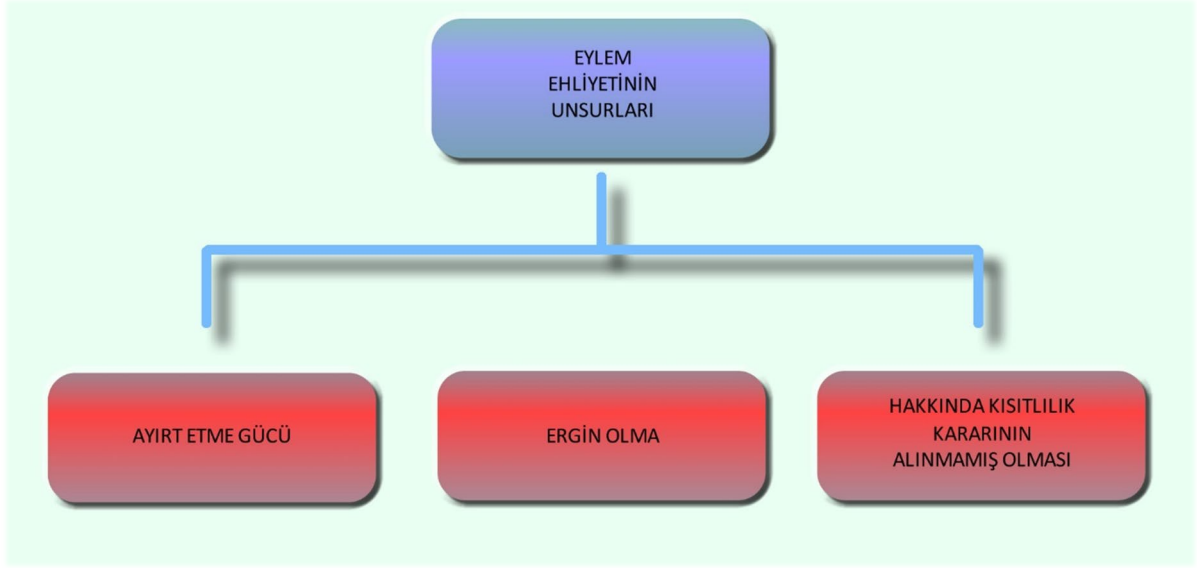 EYLEM
EHLİYETİNİN
UNSURLARI
AYIRT ETME GÜCÜ
ERGİN OLMA
HAKKINDA KISITLILIK
KARARININ
ALINMAMIŞ OLMASI